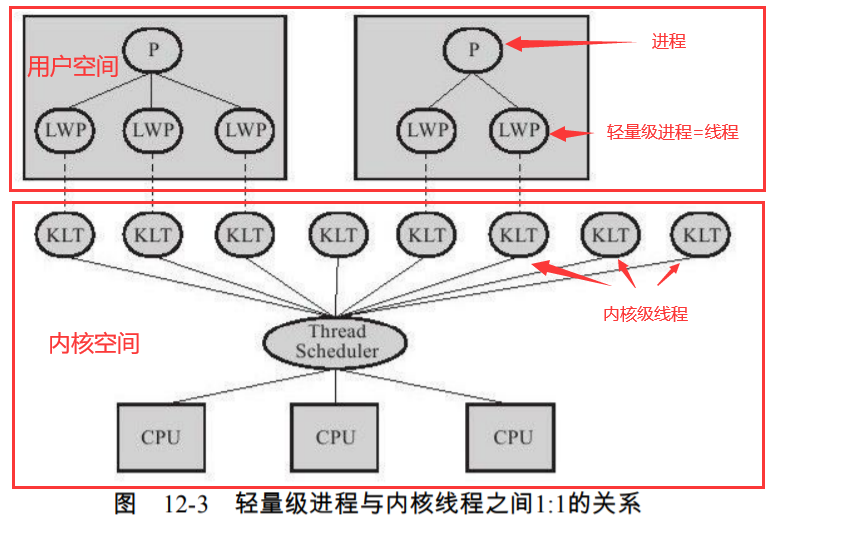 P
P
进程
用户空间
LWP
LWP
LWP
LWP
LWP
轻量级进程=线程
KLT
KLT
KLT
KLT
KLT
KLT
KLT
KLT
内核级线程
内核空间
Thread
Scheduler
CPU
CPU
CPU
图 12-3 轻量级进程与内核线程之间1:1的关系